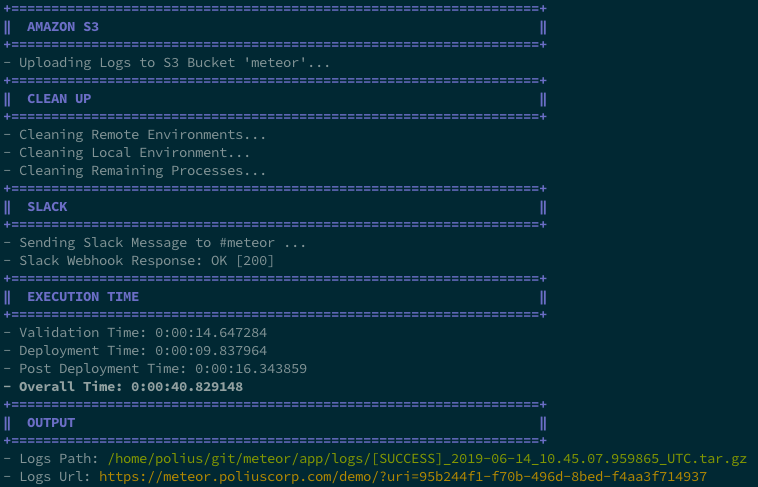 +==================================================================+
‖  AMAZON S3                                                       ‖
+==================================================================+
- Uploading Logs to S3 Bucket 'meteor'...
+==================================================================+
‖  CLEAN UP                                                        ‖
+==================================================================+
- Cleaning Remote Environments...
- Cleaning Local Environment...
- Cleaning Remaining Processes...
+==================================================================+
‖  SLACK                                                           ‖
+==================================================================+
- Sending Slack Message to #meteor ...
- Slack Webhook Response: OK [200]
+==================================================================+
‖  EXECUTION TIME                                                  ‖
+==================================================================+
- Validation Time: 0:00:14.647284
- Deployment Time: 0:00:09.837964
- Post Deployment Time: 0:00:16.343859
- Overall Time: 0:00:40.829148
+==================================================================+
‖  OUTPUT                                                          ‖
+==================================================================+
- Logs Path: /home/polius/git/meteor/app/logs/[SUCCESS]_2019-06-14_10.45.07.959865_UTC.tar.gz
- Logs Url: https://meteor.poliuscorp.com/demo/?uri=95b244f1-f70b-496d-8bed-f4aa3f714937